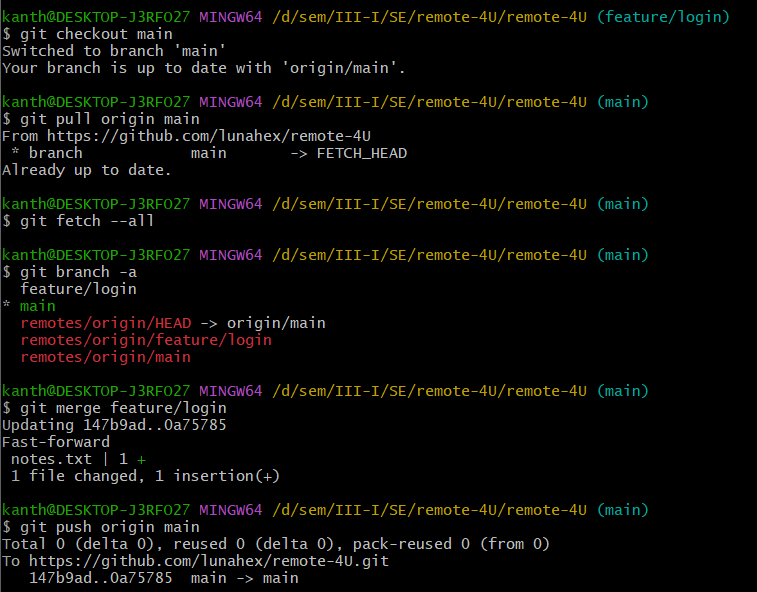 kanth@DESKTOP-J3RFO27 MINGW64 /d/sem/III-I/SE/remote-4U/remote-4U (feature/login)
$ git checkout main
Switched to branch 'main'
Your branch is up to date with 'origin/main'.

kanth@DESKTOP-J3RFO27 MINGW64 /d/sem/III-I/SE/remote-4U/remote-4U (main)
$ git pull origin main
From https://github.com/lunahex/remote-4U
 * branch            main       -> FETCH_HEAD
Already up to date.

kanth@DESKTOP-J3RFO27 MINGW64 /d/sem/III-I/SE/remote-4U/remote-4U (main)
$ git fetch --all

kanth@DESKTOP-J3RFO27 MINGW64 /d/sem/III-I/SE/remote-4U/remote-4U (main)
$ git branch -a
  feature/login
* main
  remotes/origin/HEAD -> origin/main
  remotes/origin/feature/login
  remotes/origin/main

kanth@DESKTOP-J3RFO27 MINGW64 /d/sem/III-I/SE/remote-4U/remote-4U (main)
$ git merge feature/login
Updating 147b9ad..0a75785
Fast-forward
 notes.txt | 1 +
 1 file changed, 1 insertion(+)

kanth@DESKTOP-J3RFO27 MINGW64 /d/sem/III-I/SE/remote-4U/remote-4U (main)
$ git push origin main
Total 0 (delta 0), reused 0 (delta 0), pack-reused 0 (from 0)
To https://github.com/lunahex/remote-4U.git
   147b9ad..0a75785  main -> main